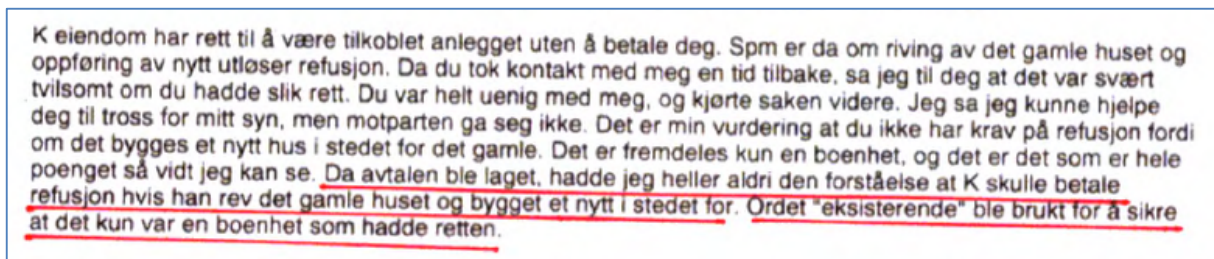 K eiendom har rett til å være tilkoblet anlegget uten å betale deg. Spm er da om riving av det gamle huset og
oppføring av nytt utløser refusjon. Da du tok kontakt med meg en tid tilbake, sa jeg til deg at det var svært
tvilsomt om du hadde slik rett. Du var helt uenig med meg, og kjørte saken videre. Jeg sa jeg kunne hjelpe
deg til tross for mitt syn, men motparten ga seg ikke. Det er min vurdering at du ikke har krav på refusjon fordi
om det bygges et nytt hus i stedet for det gamle. Det er fremdeles kun en boenhet, og det er det som er hele
poenget så vidt jeg kan se. Da avtalen ble laget, hadde jeg heller aldri den forståelse at K skulle betale
refusjon hvis han rev det gamle huset og bygget et nytt i stedet for. Ordet "eksisterende" ble brukt for å sikre
at det kun var en boenhet som hadde retten.